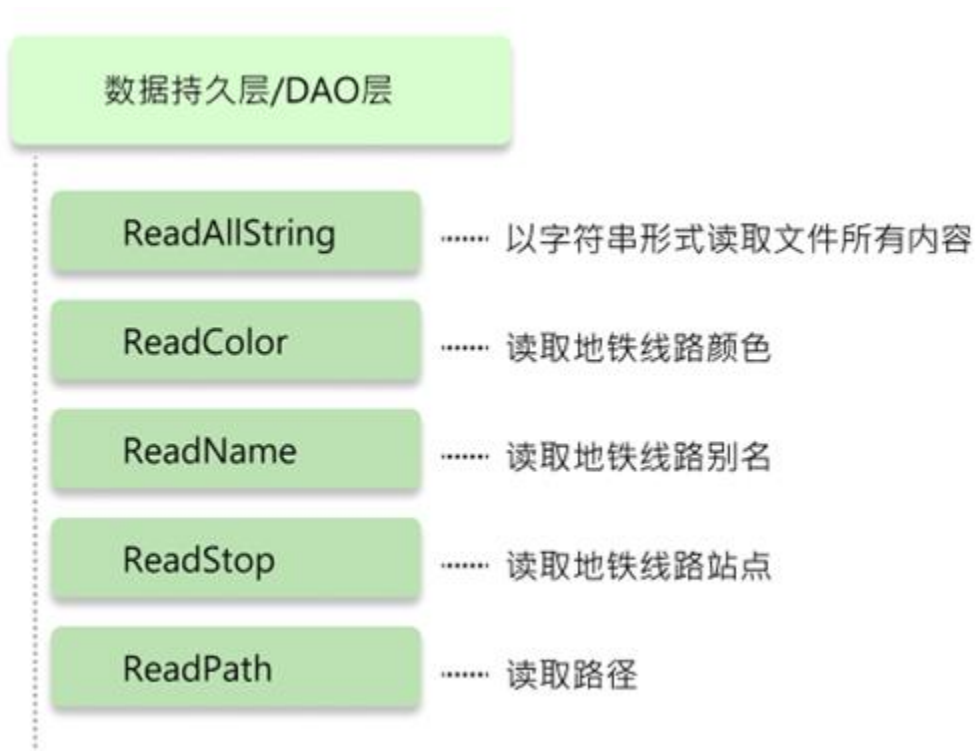 数据持久层/DAO层
ReadAllString ······· 以字符串形式读取文件所有内容
ReadColor ······· 读取地铁线路颜色
ReadName ······· 读取地铁线路别名
ReadStop ······· 读取地铁线路站点
ReadPath ······· 读取路径